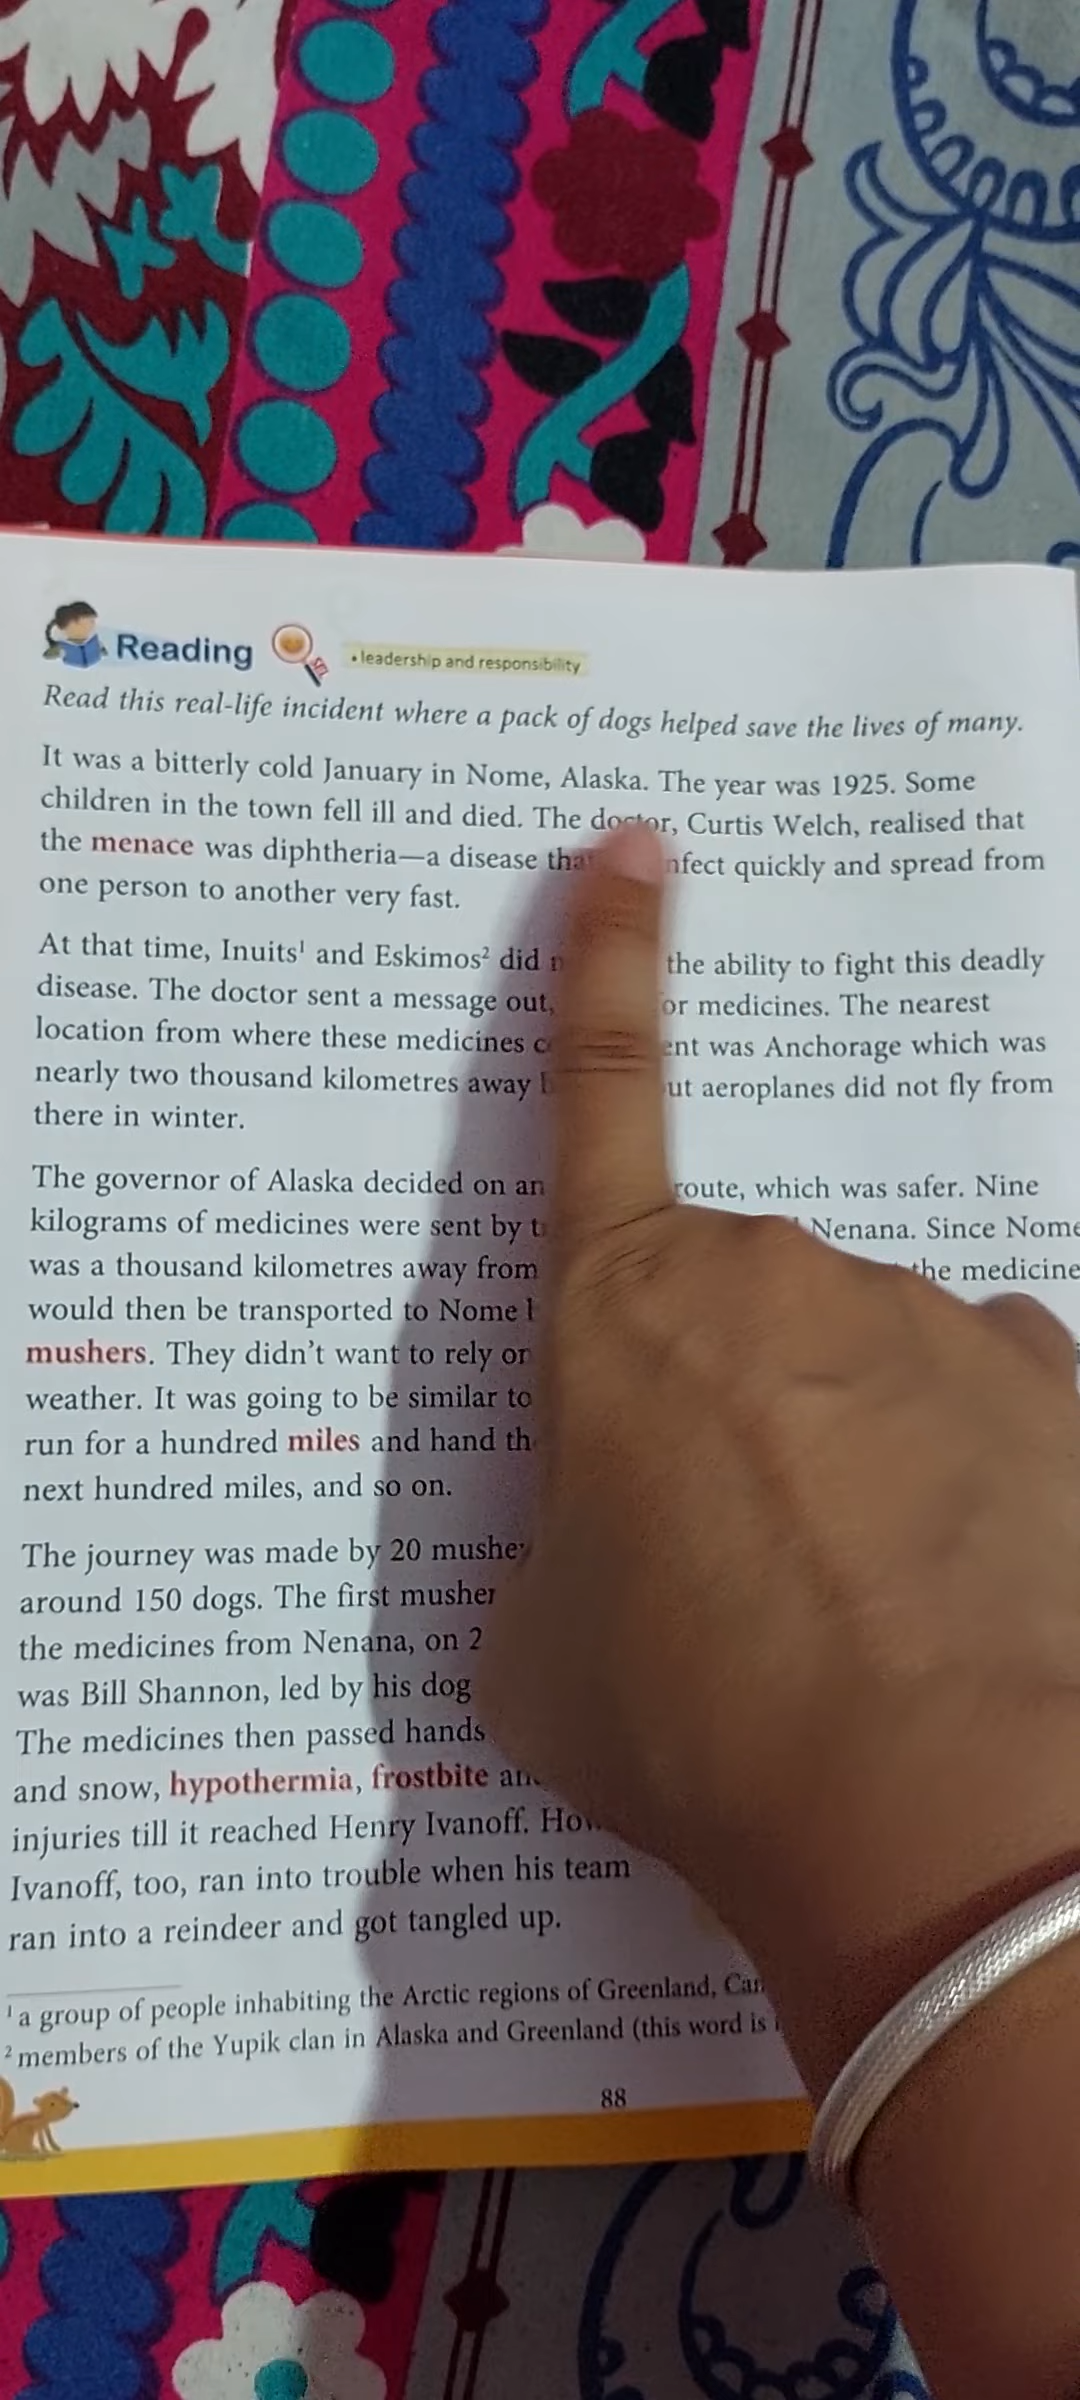 Reading
• leadership and responsibility
Read this real-life incident where a pack of dogs helped save the lives of many.
It was a bitterly cold January in Nome, Alaska. The year was 1925. Some
children in the town fell ill and died. The doctor, Curtis Welch, realised that
the menace was diphtheria—a disease quickly and spread from
one person to another very fast.
At that time, Inuits¹ and Eskimos² did the ability to fight this deadly
disease. The doctor sent a message out, medicines. The nearest
location from where these medicines was Anchorage which was
nearly two thousand kilometres away aeroplanes did not fly from
there in winter.
The governor of Alaska decided on an route, which was safer. Nine
kilograms of medicines were sent by Nenana. Since Nome
was a thousand kilometres away from the medicine
would then be transported to Nome
mushers. They didn't want to rely
weather. It was going to be similar to
run for a hundred miles and hand
next hundred miles, and so on.
The journey was made by 20
around 150 dogs. The first musher
the medicines from Nenana, on 2
was Bill Shannon, led by his dog
The medicines then passed hands
and snow, hypothermia, frostbite
injuries till it reached Henry Ivanoff.
Ivanoff, too, ran into trouble when his team
ran into a reindeer and got tangled up.
¹ a group of people inhabiting the Arctic regions of Greenland,
² members of the Yupik clan in Alaska and Greenland (this word is
88